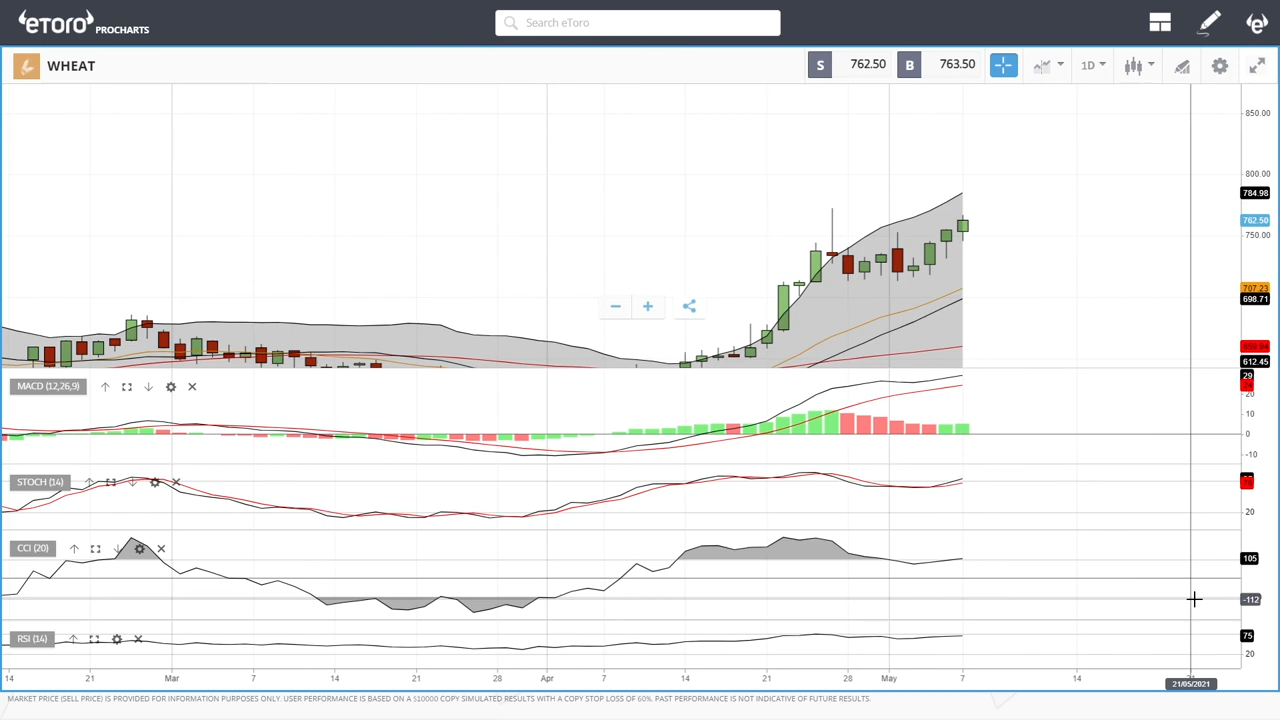 eToro PROCHARTS
Search eToro
WHEAT
S 762.50 B 763.50
1D
850.00
800.00
784.98
762.50
750.00
707.23
698.71
612.45
MACD (12,26,9)
29
20
10
0
-10
STOCH (14)
20
CCI (20)
105
-112
RSI (14)
75
20
14 21 Mar 7 14 21 28 Apr 7 14 21 28 May 7 14
21/05/2021
MARKET PRICE (SELL PRICE) IS PROVIDED FOR INFORMATION PURPOSES ONLY. USER PERFORMANCE IS BASED ON A $10000 COPY SIMULATED RESULTS WITH A COPY STOP LOSS OF 60%. PAST PERFORMANCE IS NOT INDICATIVE OF FUTURE RESULTS.